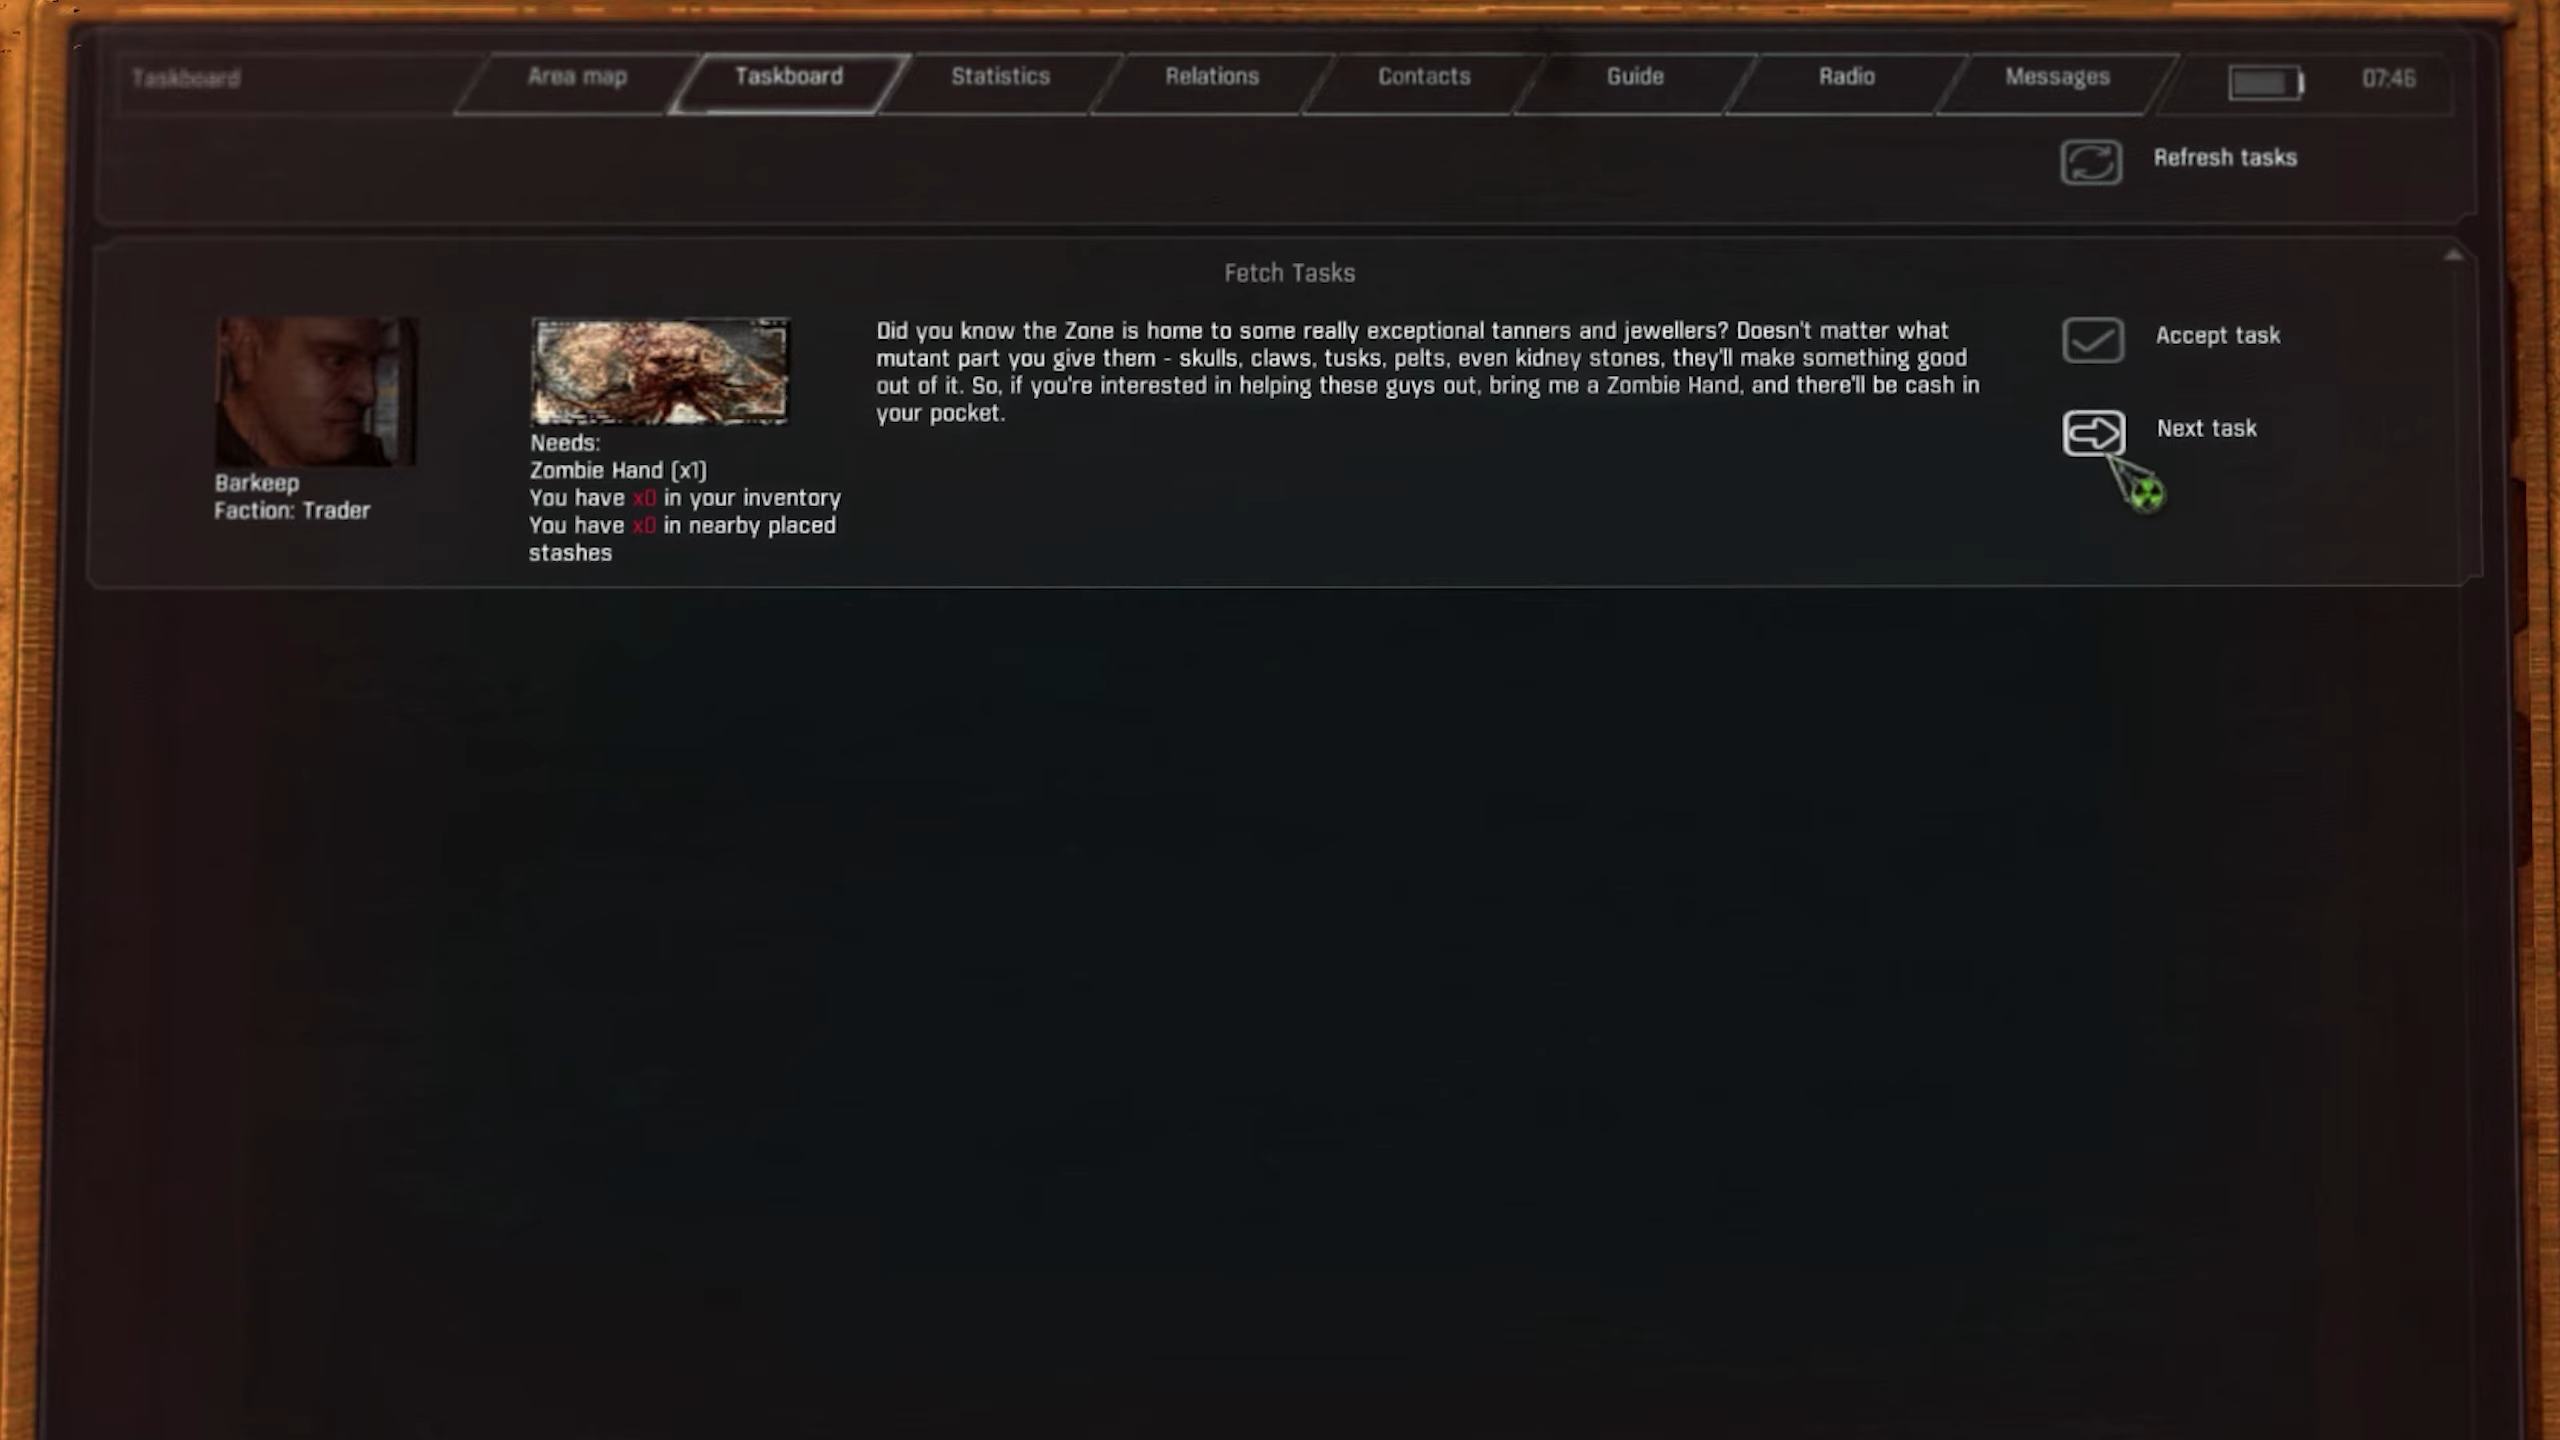 Taskboard
Area map
Taskboard
Statistics
Relations
Contacts
Guide
Radio
Messages
07:46
Refresh tasks
Fetch Tasks
Barkeep
Faction: Trader
Needs:
Zombie Hand (x1)
You have x0 in your inventory
You have x0 in nearby placed
stashes
Did you know the Zone is home to some really exceptional tanners and jewellers? Doesn't matter what
mutant part you give them - skulls, claws, tusks, pelts, even kidney stones, they'll make something good
out of it. So, if you're interested in helping these guys out, bring me a Zombie Hand, and there'll be cash in
your pocket.
Accept task
Next task